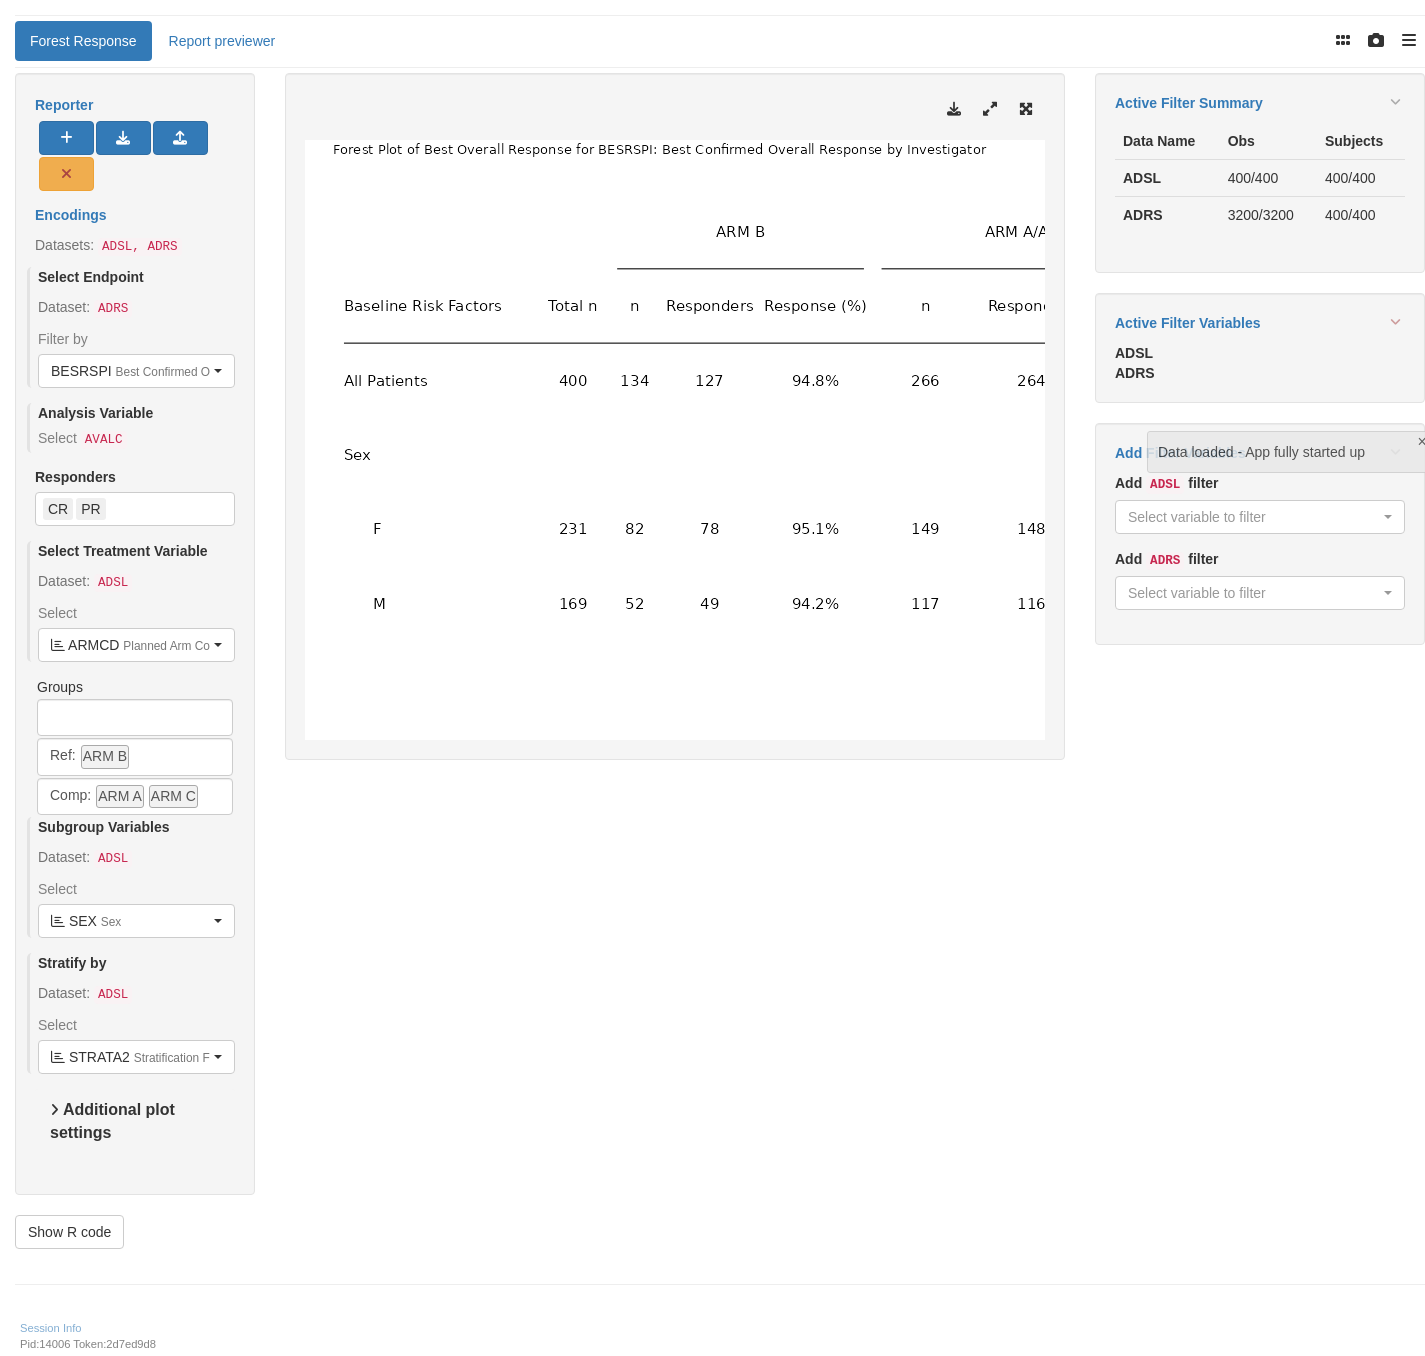 Forest Response
Report previewer
Reporter
Encodings
Datasets: ADSL, ADRS
Select Endpoint
Dataset: ADRS
Filter by
BESRSPI Best Confirmed O
Analysis Variable
Select AVALC
Responders
CR PR
Select Treatment Variable
Dataset: ADSL
Select
ARMCD Planned Arm Co
Groups
Ref: ARM B
Comp: ARM A ARM C
Subgroup Variables
Dataset: ADSL
Select
SEX Sex
Stratify by
Dataset: ADSL
Select
STRATA2 Stratification F
Additional plot
settings
Show R code
Forest Plot of Best Overall Response for BESRSPI: Best Confirmed Overall Response by Investigator
ARM B ARM A/A
Baseline Risk Factors Total n n Responders Response (%) n Respon
All Patients 400 134 127 94.8% 266 264
Sex
F 231 82 78 95.1% 149 148
M 169 52 49 94.2% 117 116
Active Filter Summary
Data Name Obs Subjects
ADSL 400/400 400/400
ADRS 3200/3200 400/400
Active Filter Variables
ADSL
ADRS
Add
Data loaded - App fully started up ×
Add ADSL filter
Select variable to filter
Add ADRS filter
Select variable to filter
Session Info
Pid:14006 Token:2d7ed9d8